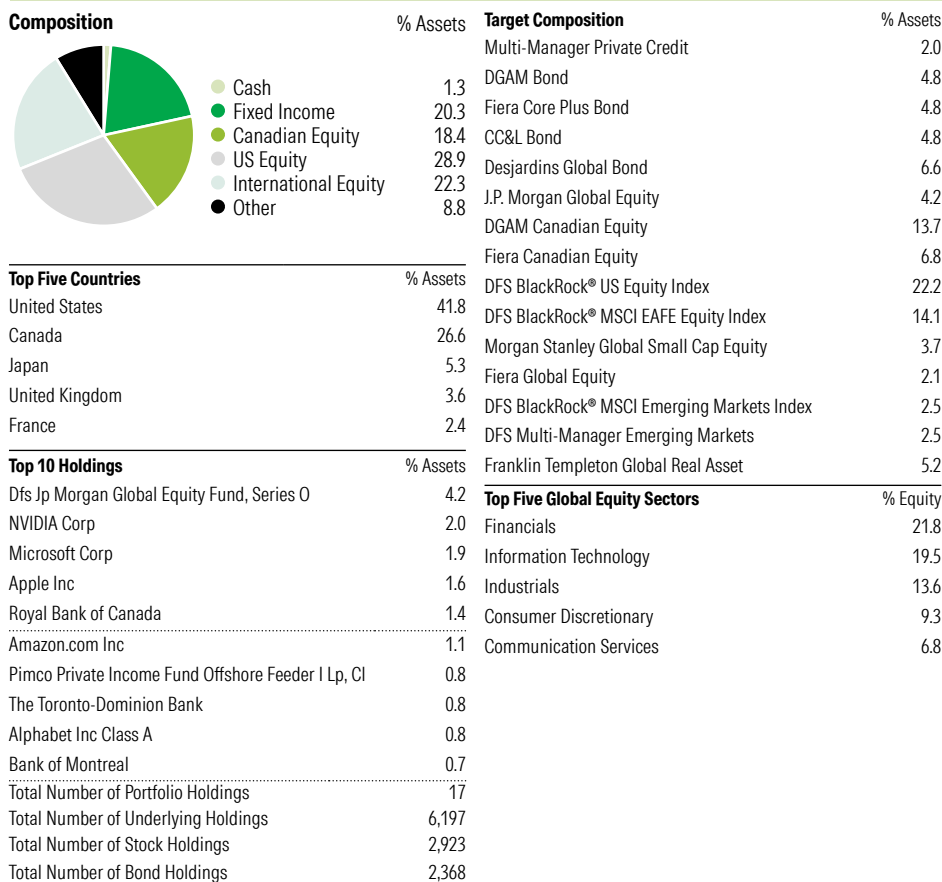 Composition % Assets
Cash 1.3
Fixed Income 20.3
Canadian Equity 18.4
US Equity 28.9
International Equity 22.3
Other 8.8
Top Five Countries % Assets
United States 41.8
Canada 26.6
Japan 5.3
United Kingdom 3.6
France 2.4
Top 10 Holdings % Assets
Dfs Jp Morgan Global Equity Fund, Series O 4.2
NVIDIA Corp 2.0
Microsoft Corp 1.9
Apple Inc 1.6
Royal Bank of Canada 1.4
Amazon.com Inc 1.1
Pimco Private Income Fund Offshore Feeder I Lp, Cl 0.8
The Toronto-Dominion Bank 0.8
Alphabet Inc Class A 0.8
Bank of Montreal 0.7
Total Number of Portfolio Holdings 17
Total Number of Underlying Holdings 6,197
Total Number of Stock Holdings 2,923
Total Number of Bond Holdings 2,368
Target Composition % Assets
Multi-Manager Private Credit 2.0
DGAM Bond 4.8
Fiera Core Plus Bond 4.8
CC&L Bond 4.8
Desjardins Global Bond 6.6
J.P. Morgan Global Equity 4.2
DGAM Canadian Equity 13.7
Fiera Canadian Equity 6.8
DFS BlackRock® US Equity Index 22.2
DFS BlackRock® MSCI EAFE Equity Index 14.1
Morgan Stanley Global Small Cap Equity 3.7
Fiera Global Equity 2.1
DFS BlackRock® MSCI Emerging Markets Index 2.5
DFS Multi-Manager Emerging Markets 2.5
Franklin Templeton Global Real Asset 5.2
Top Five Global Equity Sectors % Equity
Financials 21.8
Information Technology 19.5
Industrials 13.6
Consumer Discretionary 9.3
Communication Services 6.8